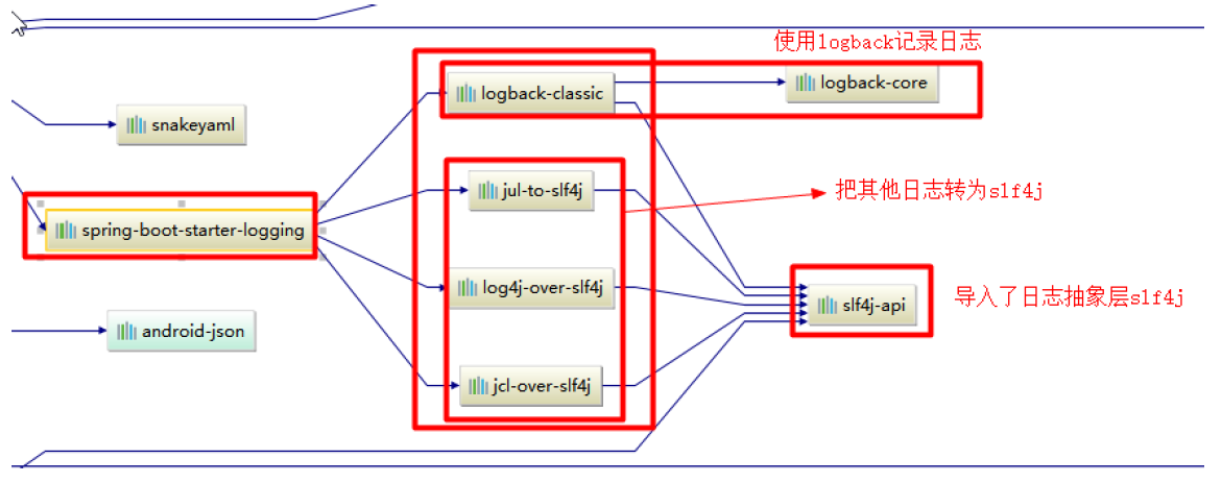 使用logback记录日志
logback-classic
logback-core
snakeyaml
jul-to-slf4j
把其他日志转为slf4j
spring-boot-starter-logging
log4j-over-slf4j
slf4j-api
导入了日志抽象层slf4j
android-json
jcl-over-slf4j